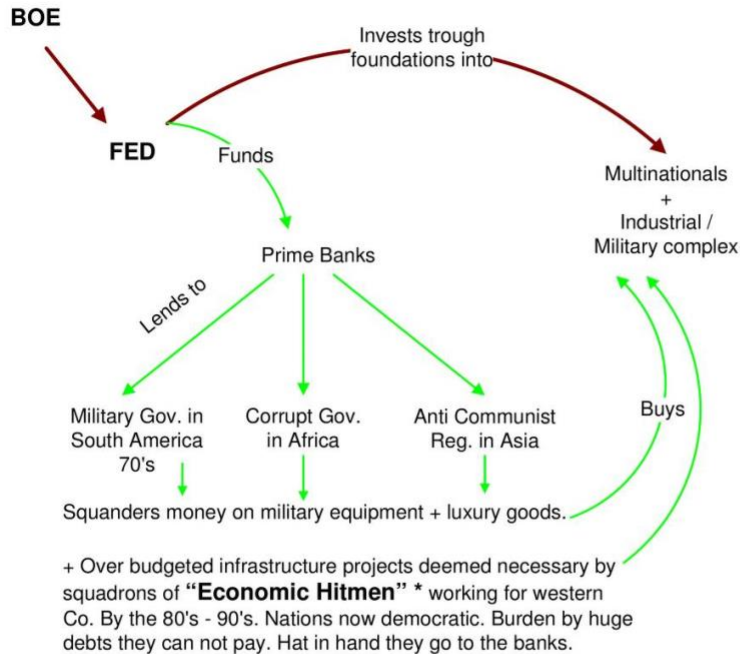 BOE
Invests trough
foundations into
FED
Funds
Multinationals
+
Industrial /
Military complex
Prime Banks
Lends to
Military Gov. in
South America
70's
Corrupt Gov.
in Africa
Anti Communist
Reg. in Asia
Buys
Squanders money on military equipment + luxury goods.
+ Over budgeted infrastructure projects deemed necessary by
squadrons of “Economic Hitmen” * working for western
Co. By the 80's - 90's. Nations now democratic. Burden by huge
debts they can not pay. Hat in hand they go to the banks.